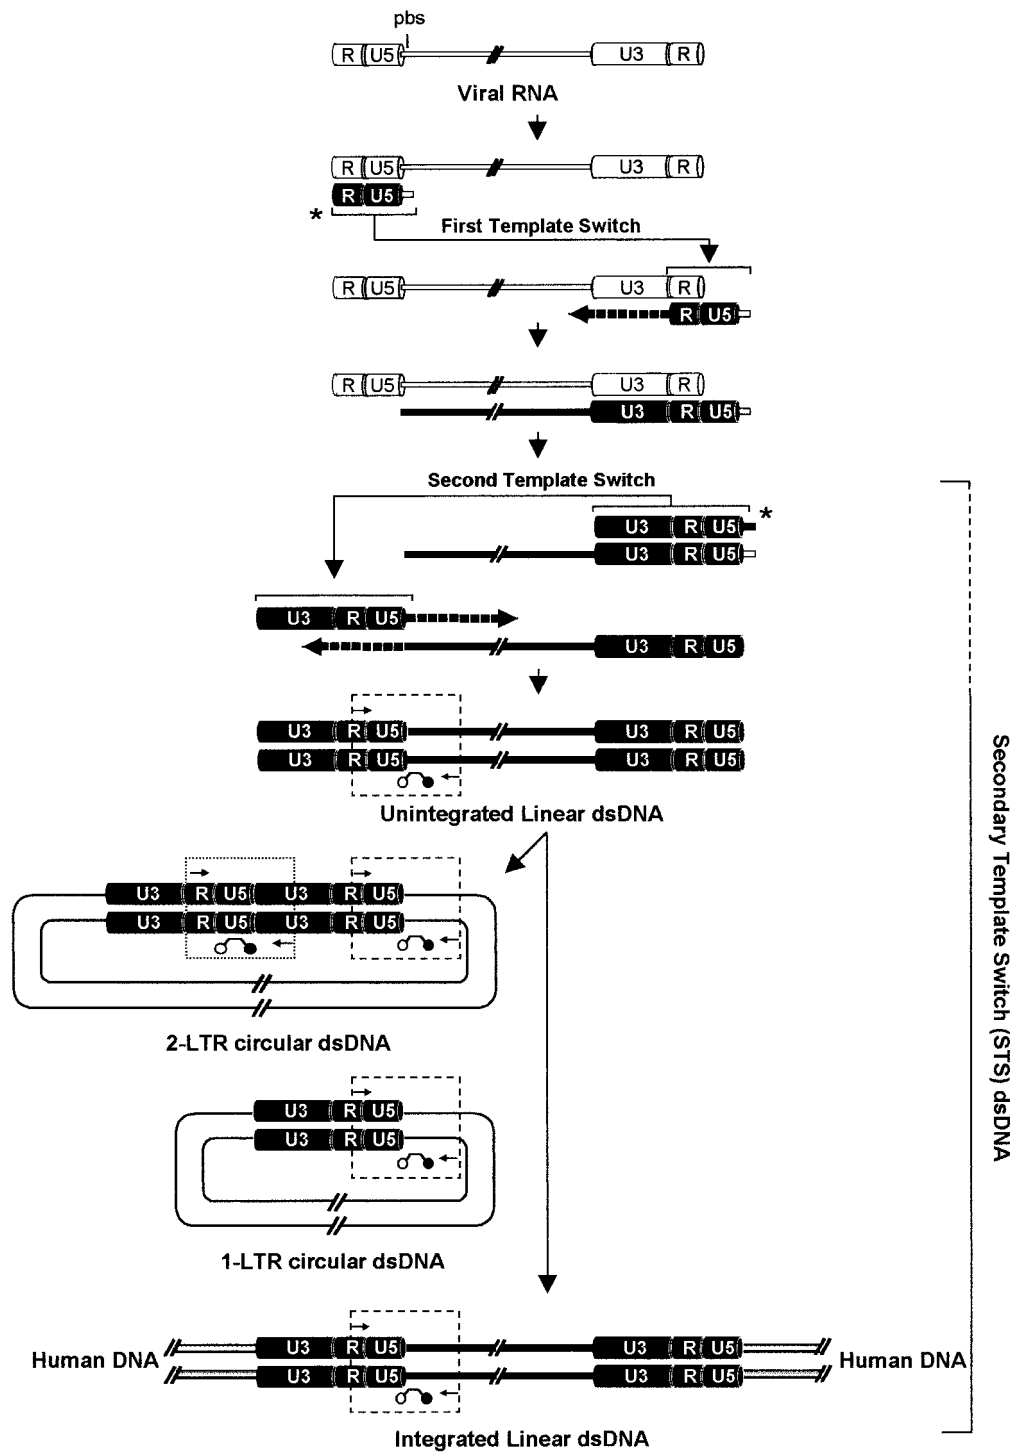 pbs
R U5 U3 R
Viral RNA
R U5 U3 R
R U5
*
First Template Switch
R U5 U3 R
R U5
R U5 U3 R
U3 R U5
Second Template Switch
*
U3 R U5
U3 R U5
U3 R U5
U3 R U5
U3 R U5 U3 R U5
U3 R U5 U3 R U5
Unintegrated Linear dsDNA
U3 R U5 U3 R U5
U3 R U5 U3 R U5
2-LTR circular dsDNA
U3 R U5
U3 R U5
1-LTR circular dsDNA
U3 R U5 U3 R U5
Human DNA Human DNA
U3 R U5 U3 R U5
Integrated Linear dsDNA
Secondary Template Switch (STS) dsDNA